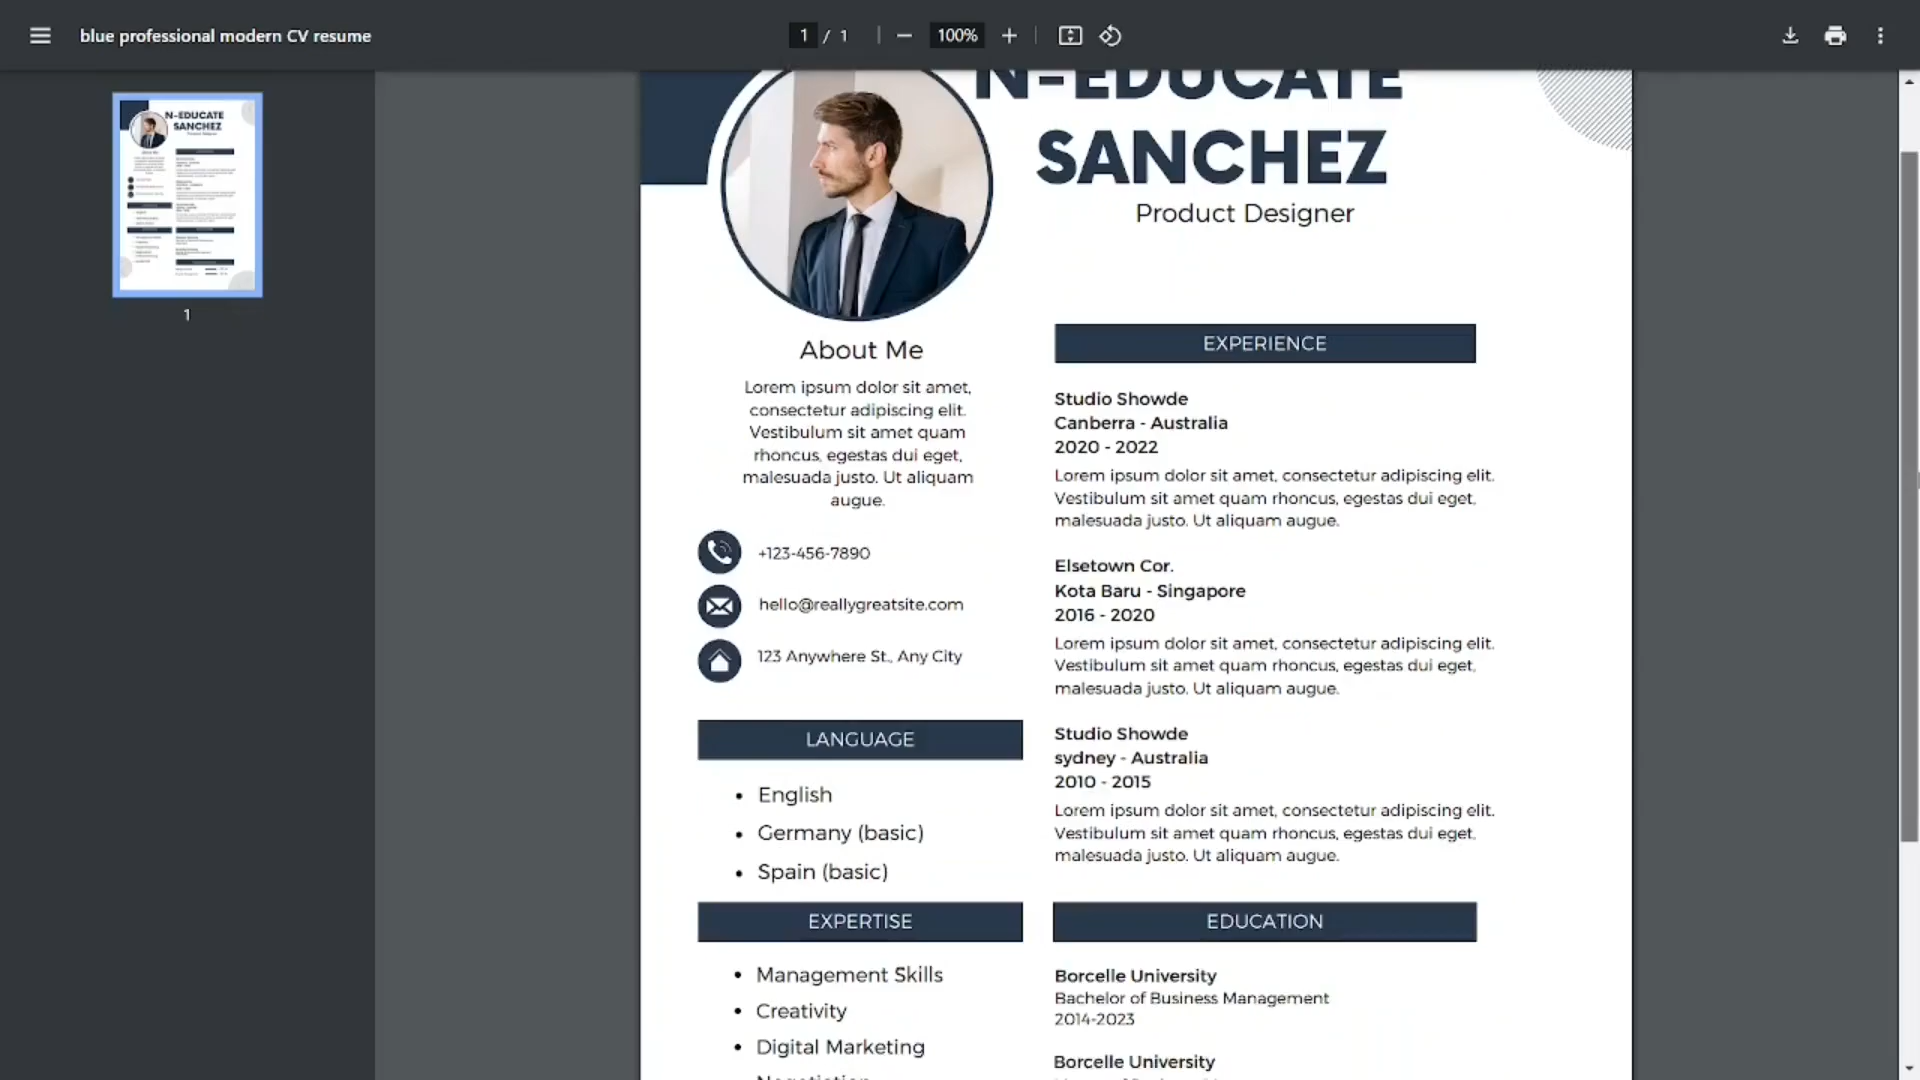 blue professional modern CV resume
1 / 1
100%
N-EDUCATE
SANCHEZ
1
N-EDUCATE
SANCHEZ
Product Designer
About Me
Lorem ipsum dolor sit amet,
consectetur adipiscing elit.
Vestibulum sit amet quam
rhoncus, egestas dui eget,
malesuada justo. Ut aliquam
augue.
+123-456-7890
hello@reallygreatsite.com
123 Anywhere St., Any City
LANGUAGE
• English
• Germany (basic)
• Spain (basic)
EXPERTISE
• Management Skills
• Creativity
• Digital Marketing
EXPERIENCE
Studio Showde
Canberra - Australia
2020 - 2022
Lorem ipsum dolor sit amet, consectetur adipiscing elit.
Vestibulum sit amet quam rhoncus, egestas dui eget,
malesuada justo. Ut aliquam augue.
Elsetown Cor.
Kota Baru - Singapore
2016 - 2020
Lorem ipsum dolor sit amet, consectetur adipiscing elit.
Vestibulum sit amet quam rhoncus, egestas dui eget,
malesuada justo. Ut aliquam augue.
Studio Showde
sydney - Australia
2010 - 2015
Lorem ipsum dolor sit amet, consectetur adipiscing elit.
Vestibulum sit amet quam rhoncus, egestas dui eget,
malesuada justo. Ut aliquam augue.
EDUCATION
Borcelle University
Bachelor of Business Management
2014-2023
Borcelle University